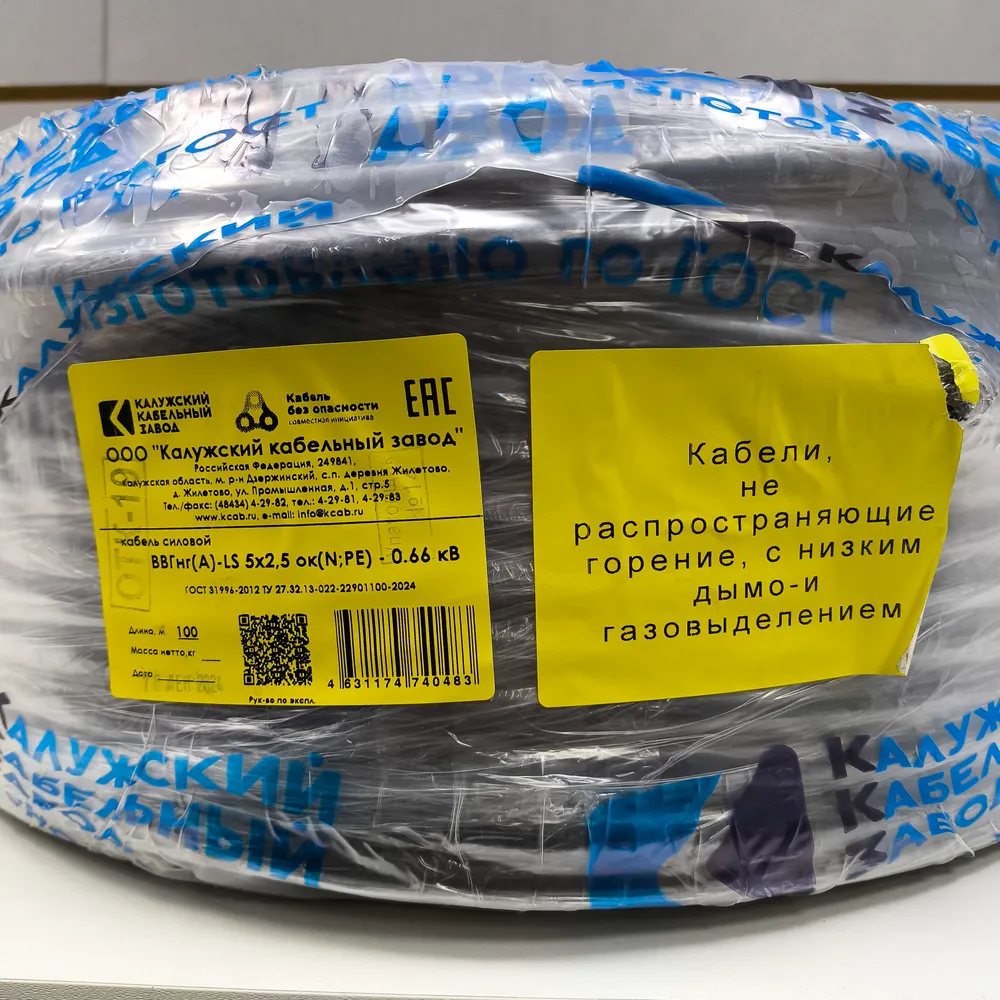 КАЛУЖСКИЙ
КАБЕЛЬНЫЙ
ЗАВОД
Кабель
без опасности
совместная инициатива
ЕАС
ООО "Калужский кабельный завод"
Российская Федерация, 249841,
Калужская область, м. р-н Дзержинский, с.п. деревня Жилетово,
д. Жилетово, ул. Промышленная, д.1, стр.5
Тел./факс: (48434) 4-29-82, тел.: 4-29-81, 4-29-83
www.kcab.ru, e-mail: info@kcab.ru
кабель силовой
ВВГнг(А)-LS 5х2,5 ок(N;PE) - 0.66 кВ
ГОСТ 31996-2012 ТУ 27.32.13-022-22901100-2024
Длина, м 100
Масса нетто,кг
Дата
4 631174 740483
Рук-во по экспл.
Кабели,
не
распространяющие
горение, с низким
дымо-и
газовыделением
ИЗГОТОВЛЕНО ПО ГОСТ
КАЛУЖСКИЙ
КАБЕЛЬНЫЙ